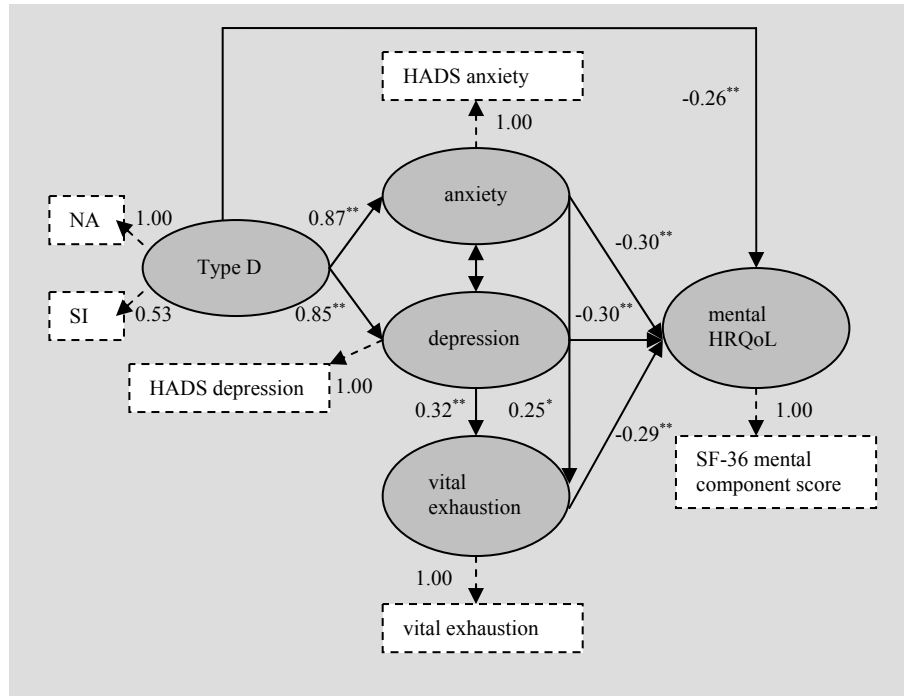 HADS anxiety
-0.26**
1.00
anxiety
NA
1.00
0.87**
-0.30**
Type D
SI
0.53
0.85**
-0.30**
mental
HRQoL
depression
HADS depression
1.00
0.32**
0.25*
1.00
-0.29**
SF-36 mental
component score
vital
exhaustion
1.00
vital exhaustion